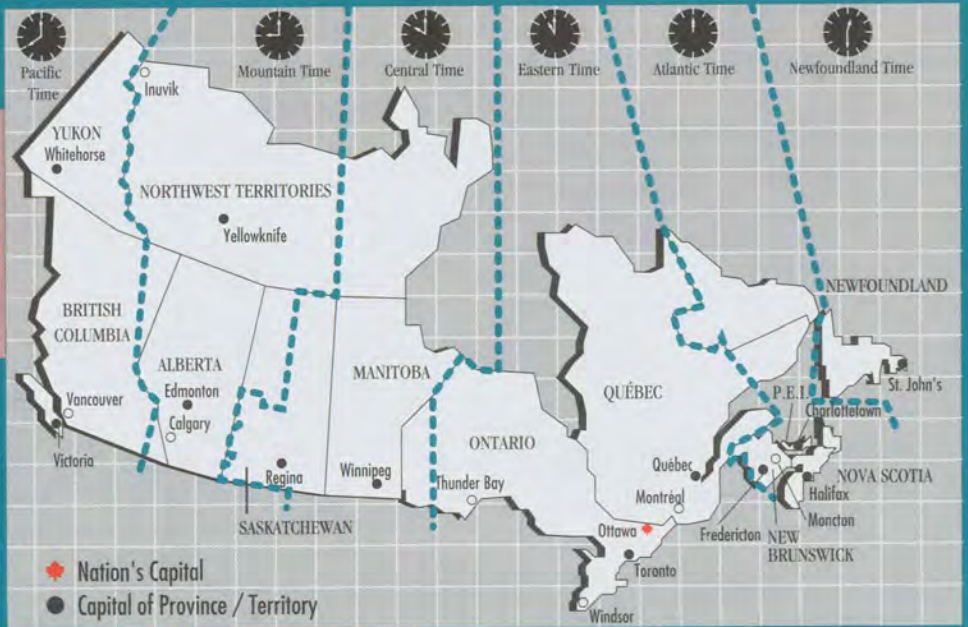 Pacific
Time
Mountain Time
Central Time
Eastern Time
Atlantic Time
Newfoundland Time
Inuvik
YUKON
Whitehorse
NORTHWEST TERRITORIES
Yellowknife
NEWFOUNDLAND
BRITISH
COLUMBIA
ALBERTA
Edmonton
Calgary
MANITOBA
QUÉBEC
P.E.I.
Charlottetown
St. John's
Vancouver
Victoria
ONTARIO
Regina
Winnipeg
Thunder Bay
Québec
Montréal
NOVA SCOTIA
Halifax
Moncton
SASKATCHEWAN
Ottawa
Fredericton
NEW
BRUNSWICK
Toronto
Windsor
Nation's Capital
Capital of Province / Territory